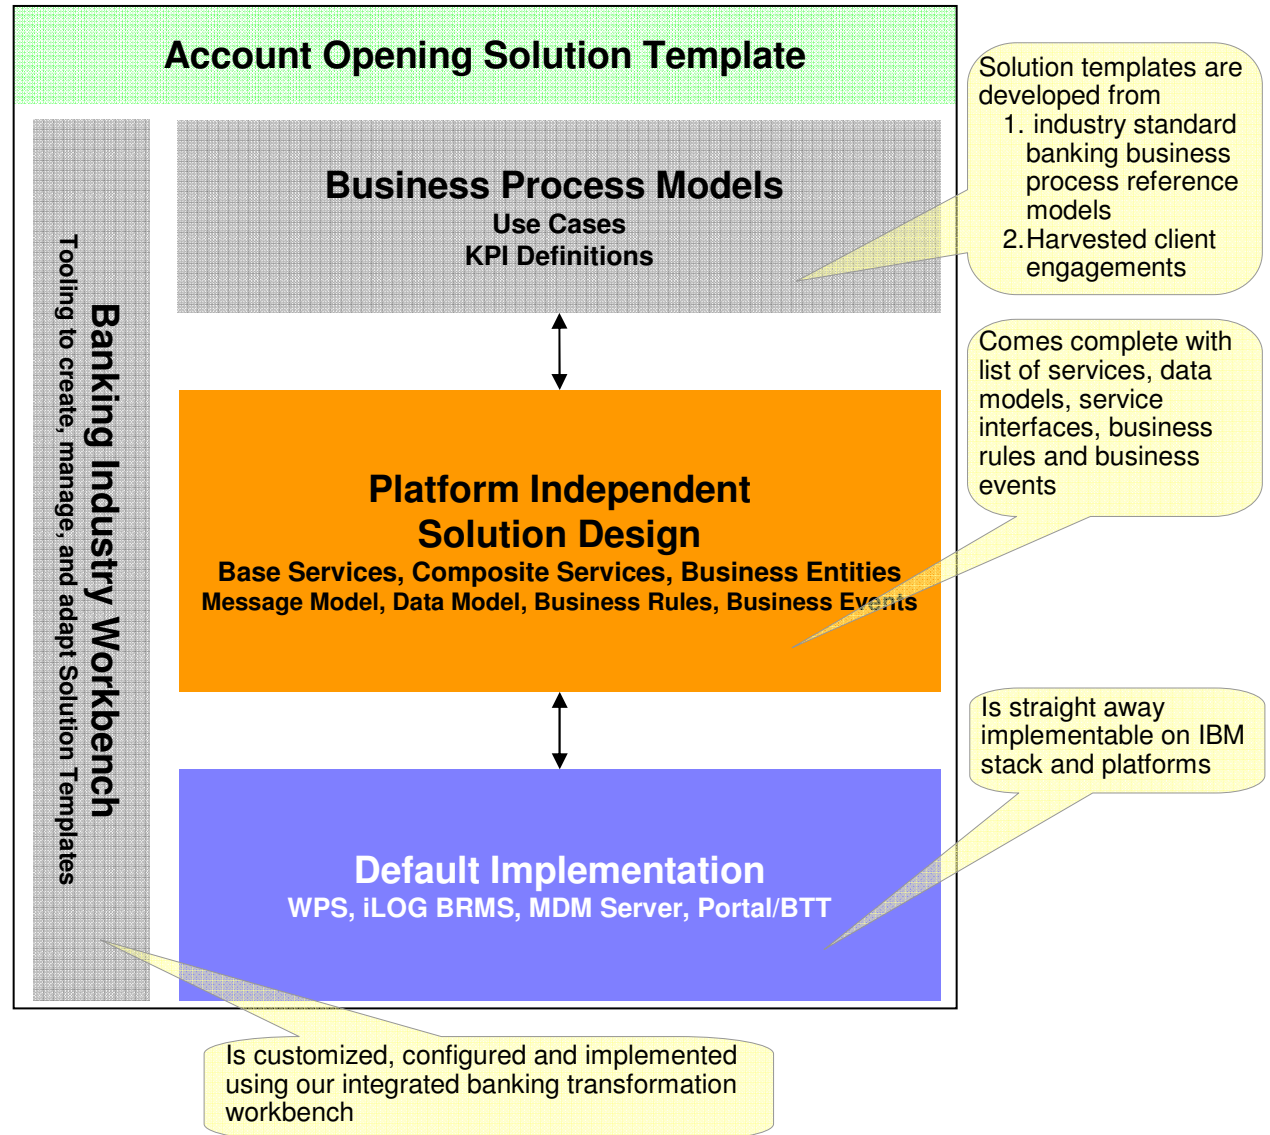 Account Opening Solution Template
Business Process Models
Use Cases
KPI Definitions
Platform Independent
Solution Design
Base Services, Composite Services, Business Entities
Message Model, Data Model, Business Rules, Business Events
Default Implementation
WPS, iLOG BRMS, MDM Server, Portal/BTT
Banking Industry Workbench
Tooling to create, manage, and adapt Solution Templates
Solution templates are
developed from
1. industry standard
banking business
process reference
models
2.Harvested client
engagements
Comes complete with
list of services, data
models, service
interfaces, business
rules and business
events
Is straight away
implementable on IBM
stack and platforms
Is customized, configured and implemented
using our integrated banking transformation
workbench